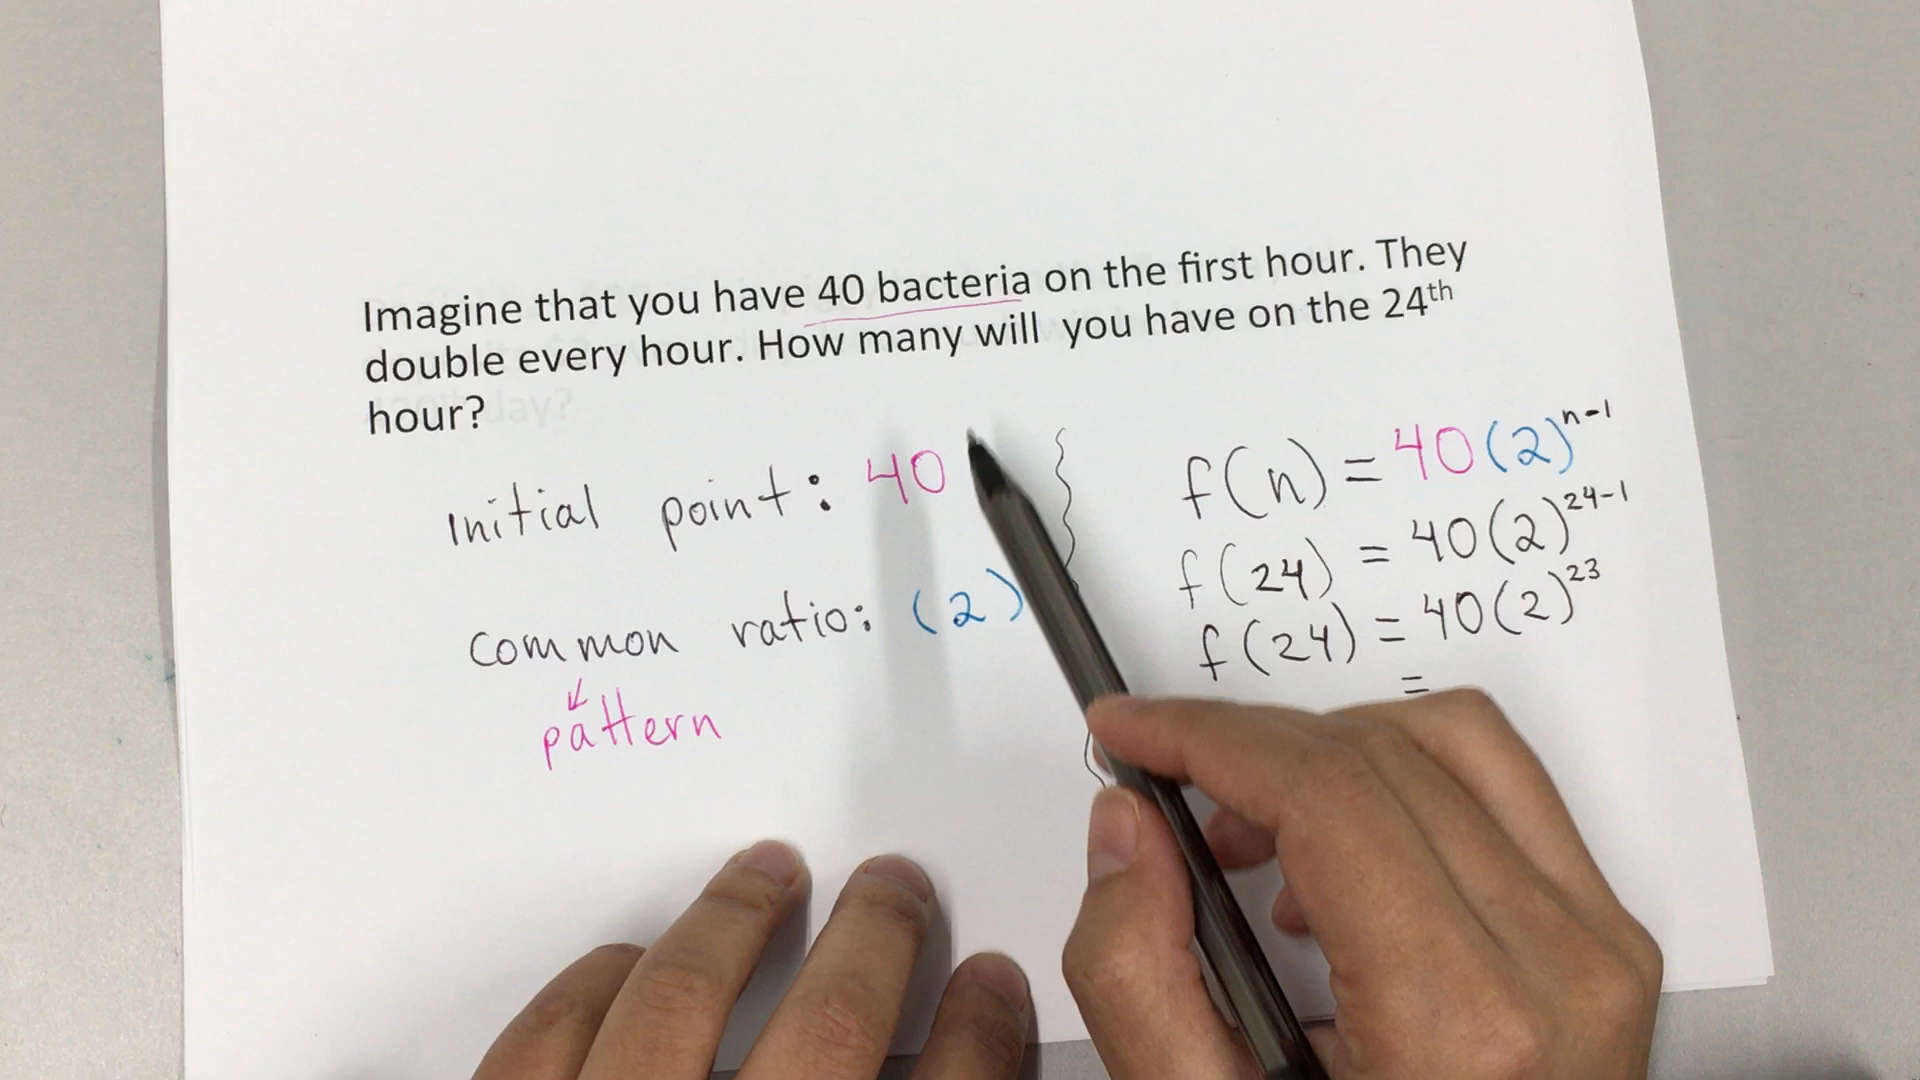 Imagine that you have 40 bacteria on the first hour. They
double every hour. How many will you have on the 24th
hour?
Initial point: 40
Common ratio: (2)
pattern
f(n) = 40(2)^n-1
f(24) = 40(2)^24-1
f(24) = 40(2)^23
=